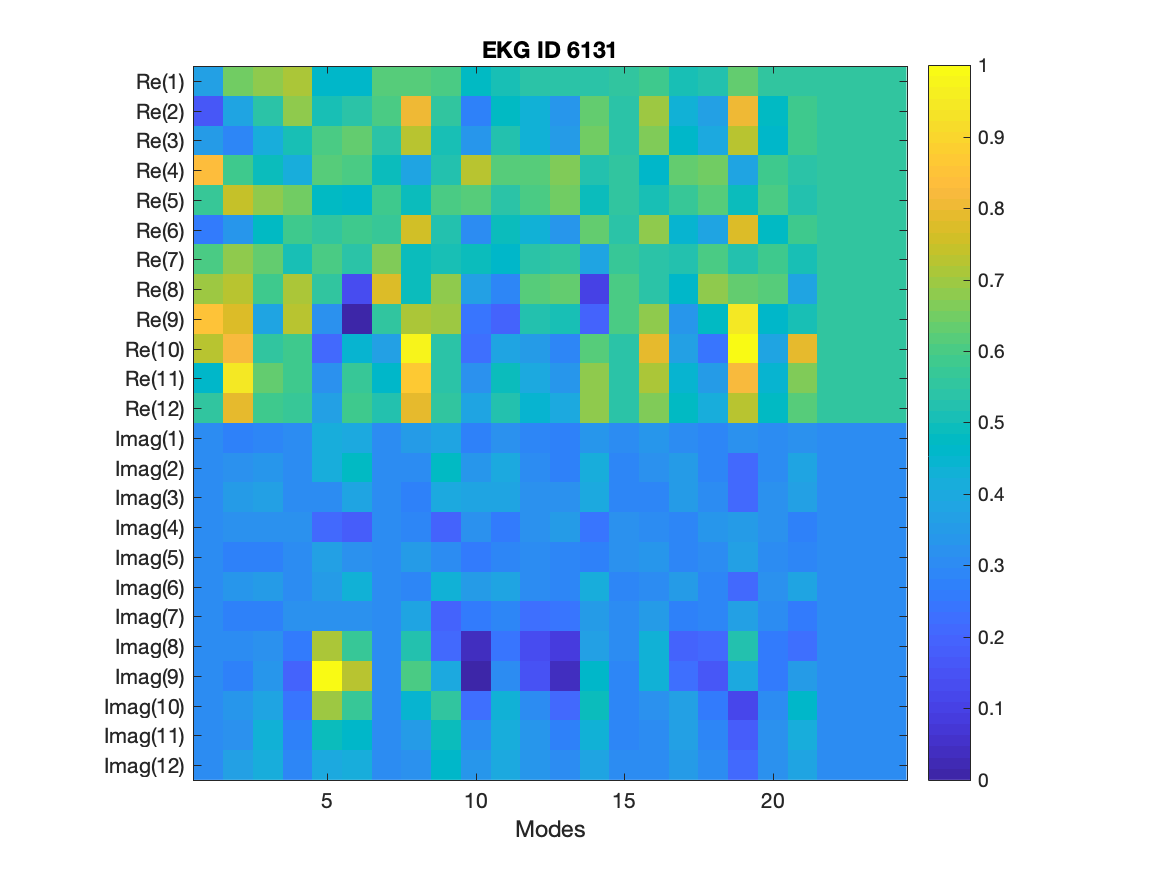 EKG ID 6131
Re(1)
Re(2)
Re(3)
Re(4)
Re(5)
Re(6)
Re(7)
Re(8)
Re(9)
Re(10)
Re(11)
Re(12)
Imag(1)
Imag(2)
Imag(3)
Imag(4)
Imag(5)
Imag(6)
Imag(7)
Imag(8)
Imag(9)
Imag(10)
Imag(11)
Imag(12)
5 10 15 20
Modes
1
0.9
0.8
0.7
0.6
0.5
0.4
0.3
0.2
0.1
0